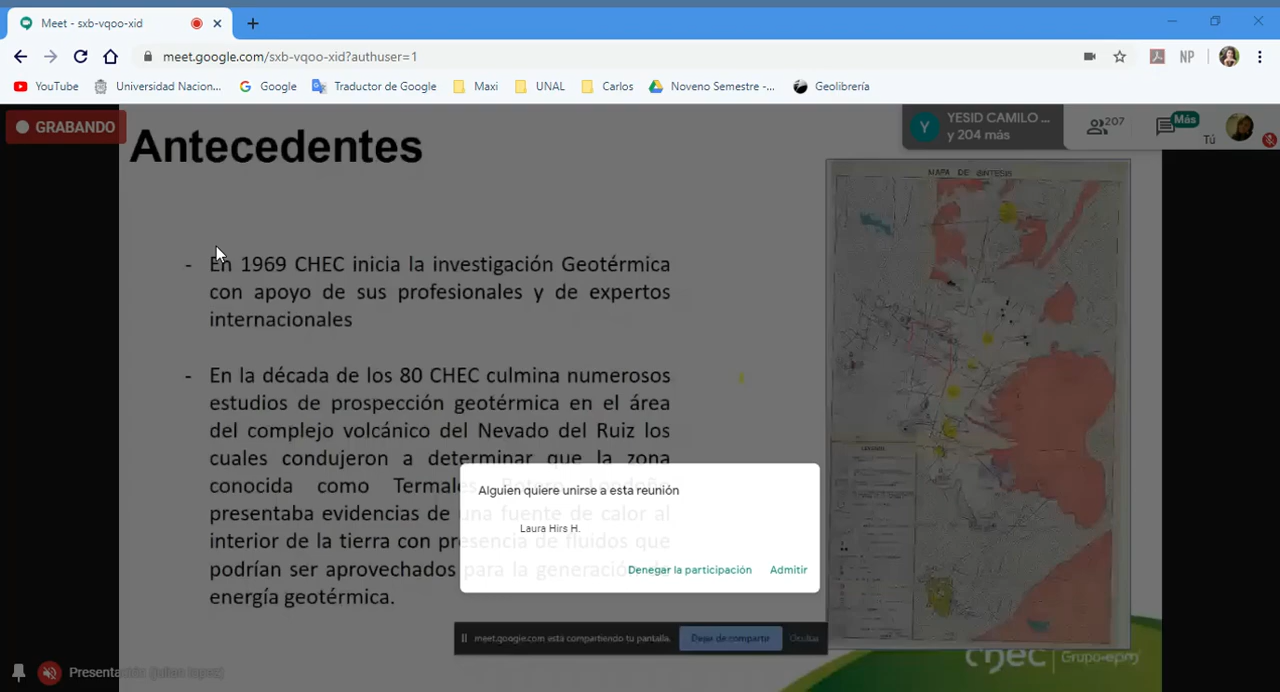 Meet - sxb-vqoo-xid
meet.google.com/sxb-vqoo-xid?authuser=1
NP
YouTube Universidad Nacion... Google Traductor de Google Maxi UNAL Carlos Noveno Semestre -... Geolibrería
GRABANDO
Antecedentes
Y
YESID CAMILO ...
y 204 más
207
Más
Tú
MAPA DE SINTESIS
- En 1969 CHEC inicia la investigación Geotérmica
con apoyo de sus profesionales y de expertos
internacionales
- En la década de los 80 CHEC culmina numerosos
estudios de prospección geotérmica en el área
del complejo volcánico del Nevado del Ruiz los
cuales condujeron a determinar que la zona
conocida como Termales Botero Londoño
presentaba evidencias de una fuente de calor al
interior de la tierra con presencia de fluidos que
podrían ser aprovechados para la generación de
energía geotérmica.
Alguien quiere unirse a esta reunión
Laura Hirs H.
Denegar la participación Admitir
meet.google.com está compartiendo tu pantalla. Dejar de compartir Ocultar
Presentación (julian lopez)
CHEC Grupo·epm